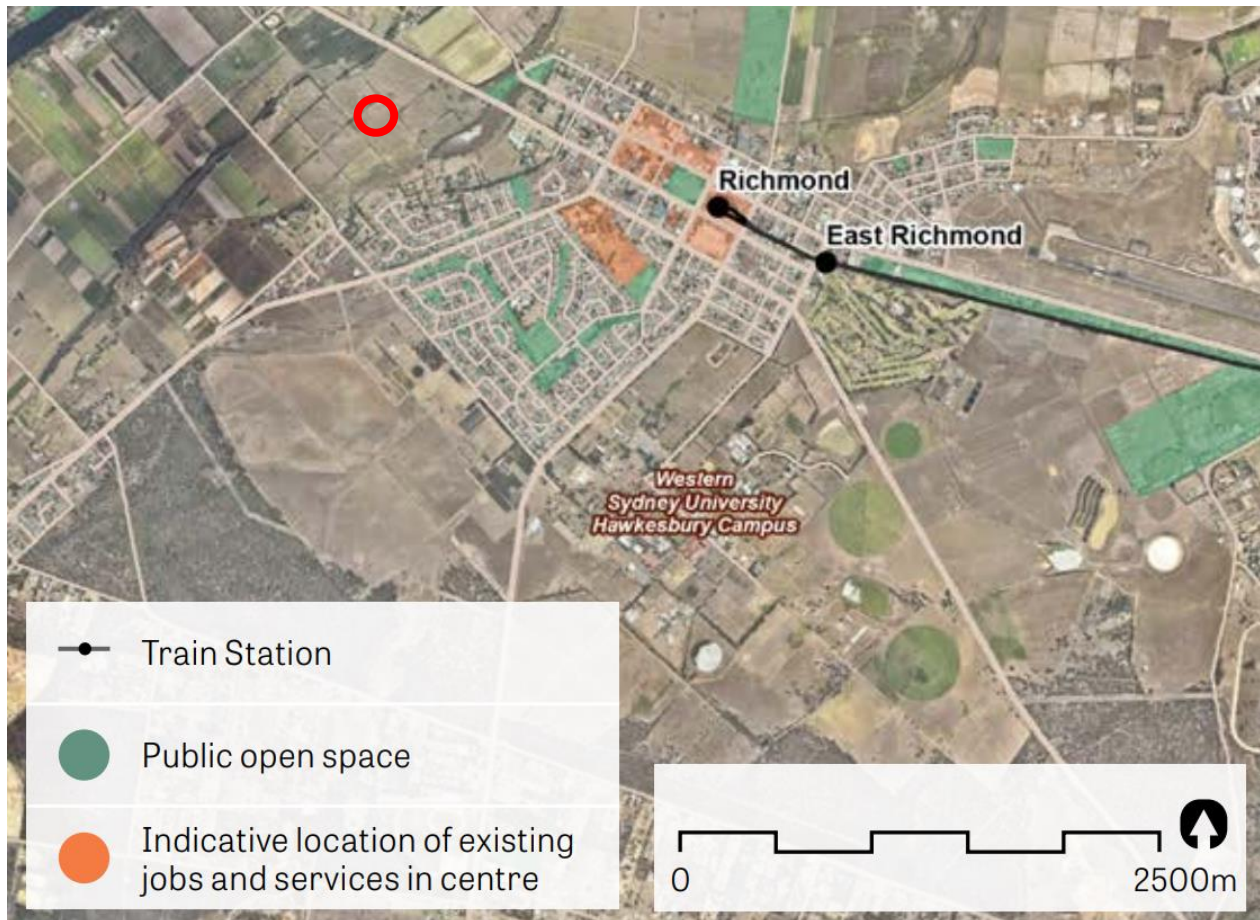 Richmond
East Richmond
Western
Sydney University
Hawkesbury Campus
Train Station
Public open space
Indicative location of existing
jobs and services in centre
0
2500m